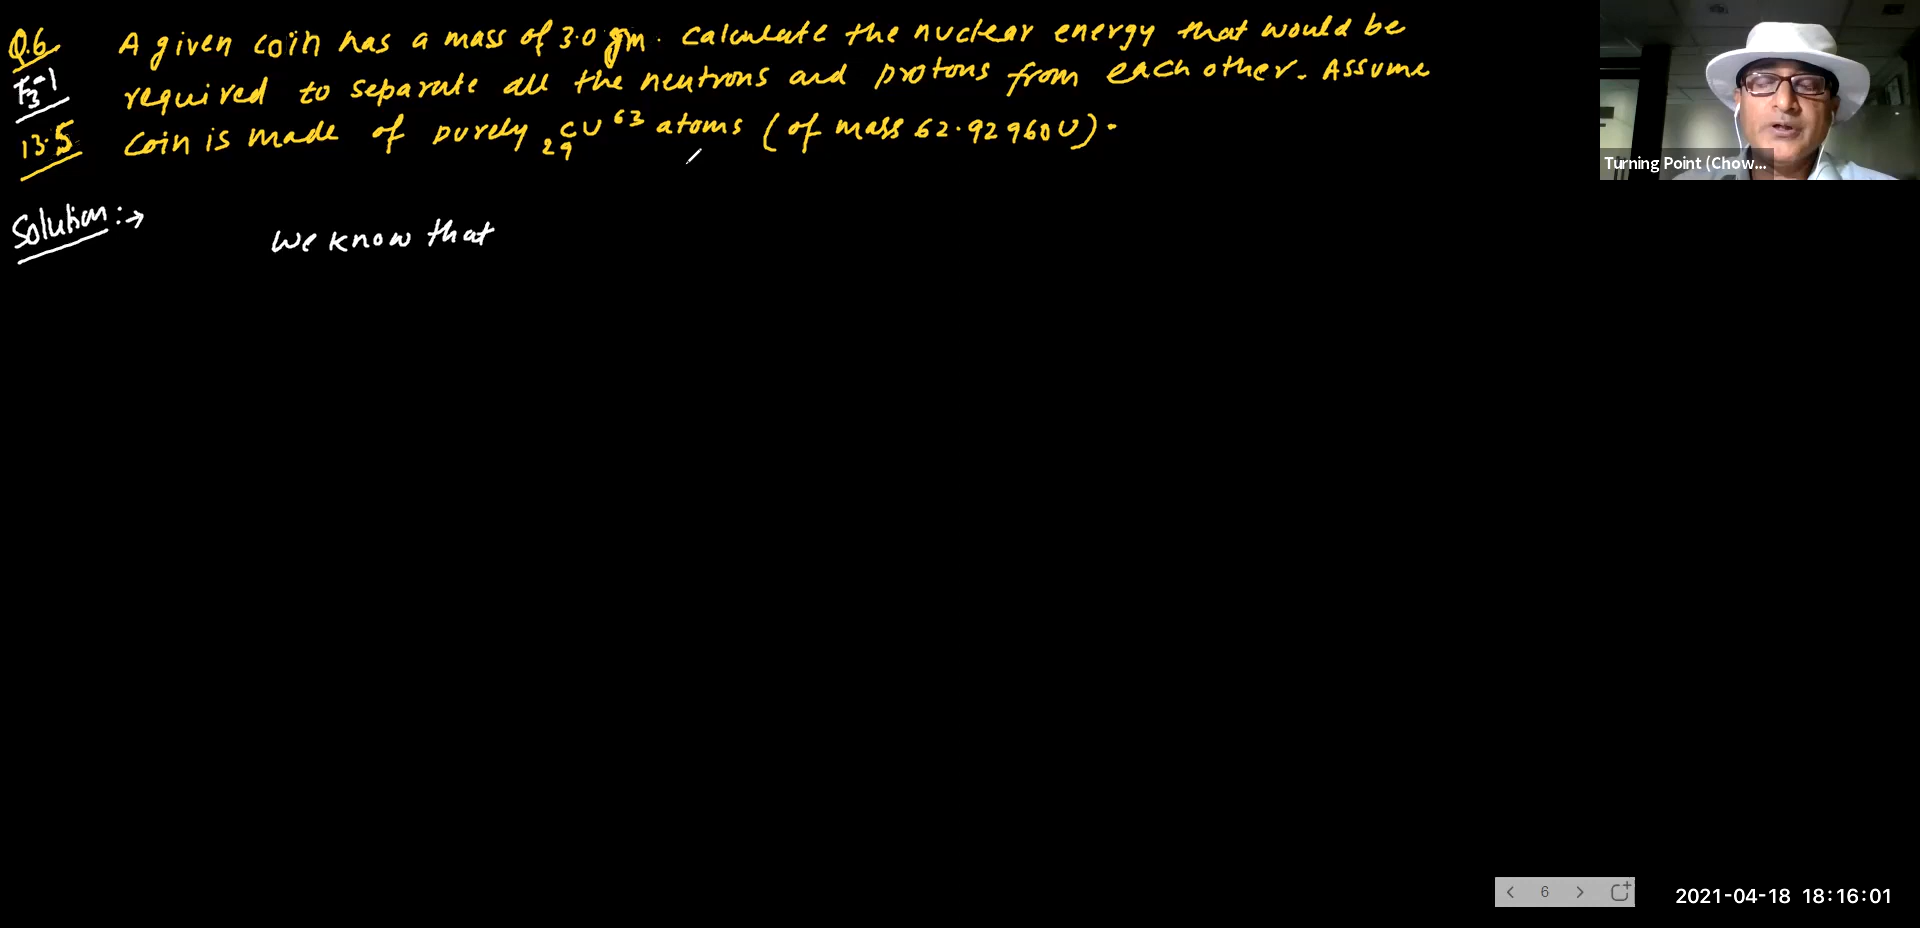 Q.6 A given coin has a mass of 3.0 gm. Calculate the nuclear energy that would be
required to separate all the neutrons and protons from each other. Assume
13.5 coin is made of purely ₂₉Cu⁶³ atoms (of mass 62.92960U).
Solution:→ We know that
Turning Point (Chow...
6
2021-04-18 18:16:01